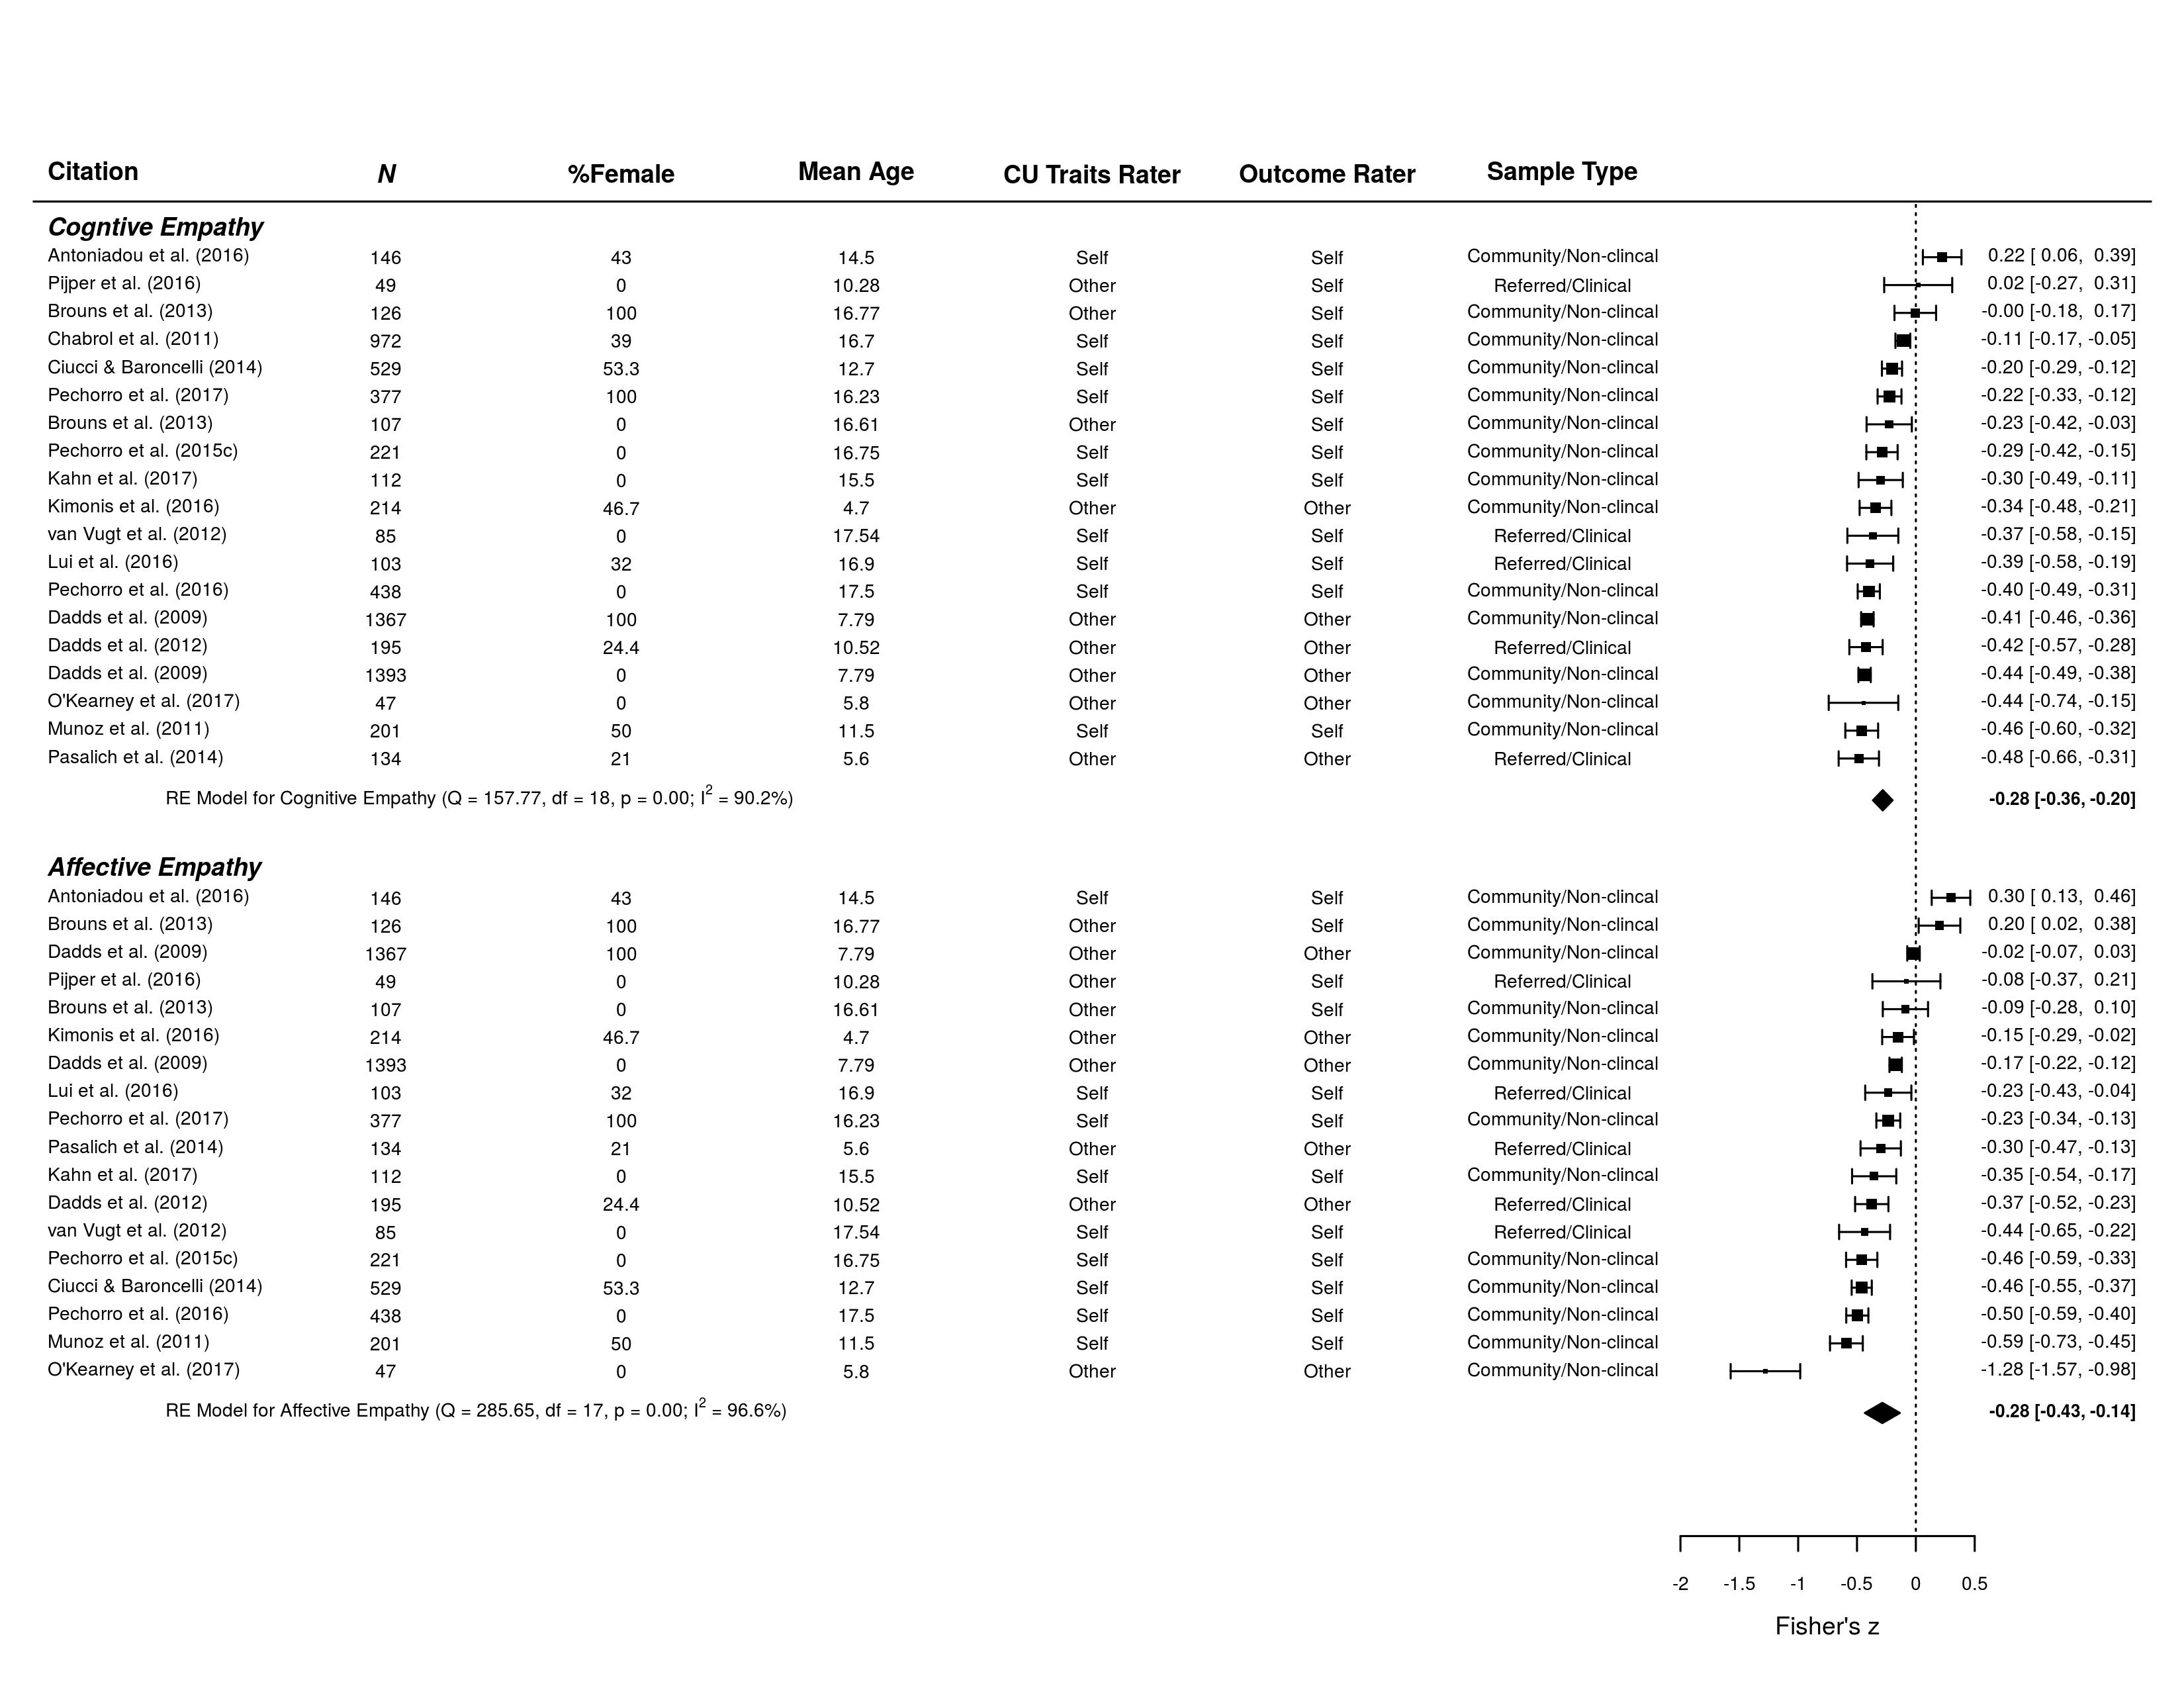 Citation N %Female Mean Age CU Traits Rater Outcome Rater Sample Type
Cogntive Empathy
Antoniadou et al. (2016) 146 43 14.5 Self Self Community/Non-clincal 0.22 [ 0.06, 0.39]
Pijper et al. (2016) 49 0 10.28 Other Self Referred/Clinical 0.02 [-0.27, 0.31]
Brouns et al. (2013) 126 100 16.77 Other Self Community/Non-clincal -0.00 [-0.18, 0.17]
Chabrol et al. (2011) 972 39 16.7 Self Self Community/Non-clincal -0.11 [-0.17, -0.05]
Ciucci & Baroncelli (2014) 529 53.3 12.7 Self Self Community/Non-clincal -0.20 [-0.29, -0.12]
Pechorro et al. (2017) 377 100 16.23 Self Self Community/Non-clincal -0.22 [-0.33, -0.12]
Brouns et al. (2013) 107 0 16.61 Other Self Community/Non-clincal -0.23 [-0.42, -0.03]
Pechorro et al. (2015c) 221 0 16.75 Self Self Community/Non-clincal -0.29 [-0.42, -0.15]
Kahn et al. (2017) 112 0 15.5 Self Self Community/Non-clincal -0.30 [-0.49, -0.11]
Kimonis et al. (2016) 214 46.7 4.7 Other Other Community/Non-clincal -0.34 [-0.48, -0.21]
van Vugt et al. (2012) 85 0 17.54 Self Self Referred/Clinical -0.37 [-0.58, -0.15]
Lui et al. (2016) 103 32 16.9 Self Self Referred/Clinical -0.39 [-0.58, -0.19]
Pechorro et al. (2016) 438 0 17.5 Self Self Community/Non-clincal -0.40 [-0.49, -0.31]
Dadds et al. (2009) 1367 100 7.79 Other Other Community/Non-clincal -0.41 [-0.46, -0.36]
Dadds et al. (2012) 195 24.4 10.52 Other Other Referred/Clinical -0.42 [-0.57, -0.28]
Dadds et al. (2009) 1393 0 7.79 Other Other Community/Non-clincal -0.44 [-0.49, -0.38]
O'Kearney et al. (2017) 47 0 5.8 Other Other Community/Non-clincal -0.44 [-0.74, -0.15]
Munoz et al. (2011) 201 50 11.5 Self Self Community/Non-clincal -0.46 [-0.60, -0.32]
Pasalich et al. (2014) 134 21 5.6 Other Other Referred/Clinical -0.48 [-0.66, -0.31]
RE Model for Cognitive Empathy (Q = 157.77, df = 18, p = 0.00; I2 = 90.2%) -0.28 [-0.36, -0.20]
Affective Empathy
Antoniadou et al. (2016) 146 43 14.5 Self Self Community/Non-clincal 0.30 [ 0.13, 0.46]
Brouns et al. (2013) 126 100 16.77 Other Self Community/Non-clincal 0.20 [ 0.02, 0.38]
Dadds et al. (2009) 1367 100 7.79 Other Other Community/Non-clincal -0.02 [-0.07, 0.03]
Pijper et al. (2016) 49 0 10.28 Other Self Referred/Clinical -0.08 [-0.37, 0.21]
Brouns et al. (2013) 107 0 16.61 Other Self Community/Non-clincal -0.09 [-0.28, 0.10]
Kimonis et al. (2016) 214 46.7 4.7 Other Other Community/Non-clincal -0.15 [-0.29, -0.02]
Dadds et al. (2009) 1393 0 7.79 Other Other Community/Non-clincal -0.17 [-0.22, -0.12]
Lui et al. (2016) 103 32 16.9 Self Self Referred/Clinical -0.23 [-0.43, -0.04]
Pechorro et al. (2017) 377 100 16.23 Self Self Community/Non-clincal -0.23 [-0.34, -0.13]
Pasalich et al. (2014) 134 21 5.6 Other Other Referred/Clinical -0.30 [-0.47, -0.13]
Kahn et al. (2017) 112 0 15.5 Self Self Community/Non-clincal -0.35 [-0.54, -0.17]
Dadds et al. (2012) 195 24.4 10.52 Other Other Referred/Clinical -0.37 [-0.52, -0.23]
van Vugt et al. (2012) 85 0 17.54 Self Self Referred/Clinical -0.44 [-0.65, -0.22]
Pechorro et al. (2015c) 221 0 16.75 Self Self Community/Non-clincal -0.46 [-0.59, -0.33]
Ciucci & Baroncelli (2014) 529 53.3 12.7 Self Self Community/Non-clincal -0.46 [-0.55, -0.37]
Pechorro et al. (2016) 438 0 17.5 Self Self Community/Non-clincal -0.50 [-0.59, -0.40]
Munoz et al. (2011) 201 50 11.5 Self Self Community/Non-clincal -0.59 [-0.73, -0.45]
O'Kearney et al. (2017) 47 0 5.8 Other Other Community/Non-clincal -1.28 [-1.57, -0.98]
RE Model for Affective Empathy (Q = 285.65, df = 17, p = 0.00; I2 = 96.6%) -0.28 [-0.43, -0.14]
-2 -1.5 -1 -0.5 0 0.5
Fisher's z